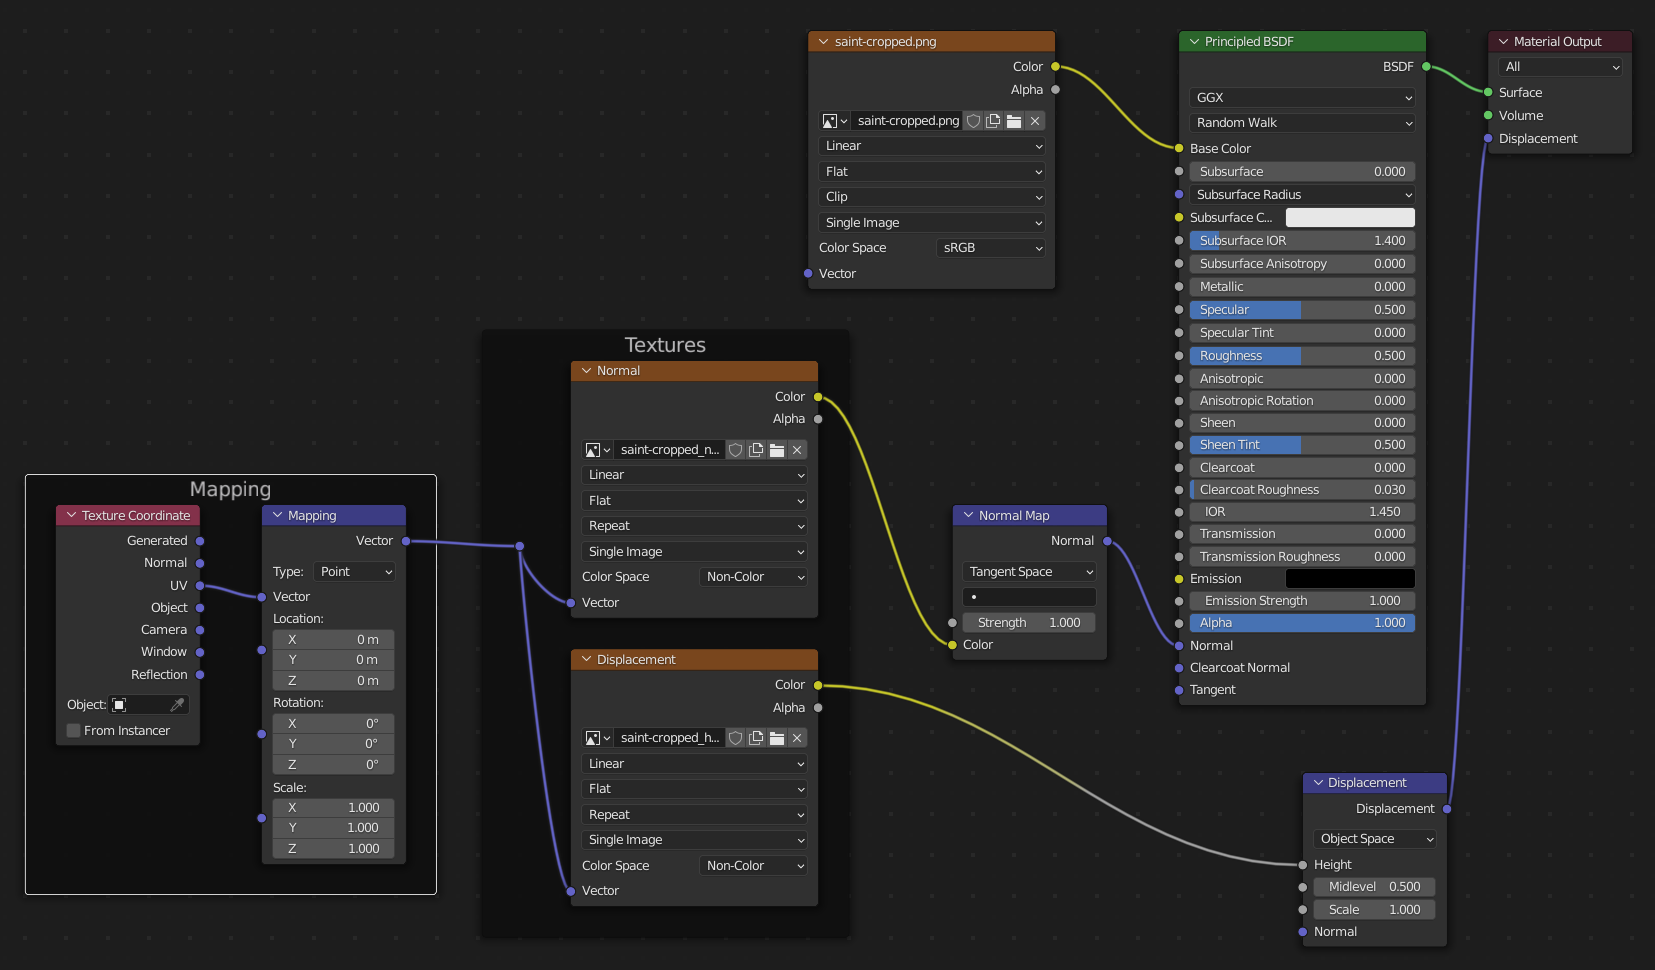 saint-cropped.png
Color
Alpha
saint-cropped.png
Linear
Flat
Clip
Single Image
Color Space sRGB
Vector
Principled BSDF
BSDF
GGX
Random Walk
Base Color
Subsurface 0.000
Subsurface Radius
Subsurface C...
Subsurface IOR 1.400
Subsurface Anisotropy 0.000
Metallic 0.000
Specular 0.500
Specular Tint 0.000
Roughness 0.500
Anisotropic 0.000
Anisotropic Rotation 0.000
Sheen 0.000
Sheen Tint 0.500
Clearcoat 0.000
Clearcoat Roughness 0.030
IOR 1.450
Transmission 0.000
Transmission Roughness 0.000
Emission
Emission Strength 1.000
Alpha 1.000
Normal
Clearcoat Normal
Tangent
Material Output
All
Surface
Volume
Displacement
Textures
Normal
Color
Alpha
saint-cropped_n...
Linear
Flat
Repeat
Single Image
Color Space Non-Color
Vector
Displacement
Color
Alpha
saint-cropped_h...
Linear
Flat
Repeat
Single Image
Color Space Non-Color
Vector
Mapping
Texture Coordinate
Generated
Normal
UV
Object
Camera
Window
Reflection
Object:
From Instancer
Mapping
Vector
Type: Point
Vector
Location:
X 0 m
Y 0 m
Z 0 m
Rotation:
X 0°
Y 0°
Z 0°
Scale:
X 1.000
Y 1.000
Z 1.000
Normal Map
Normal
Tangent Space
Strength 1.000
Color
Displacement
Displacement
Object Space
Height
Midlevel 0.500
Scale 1.000
Normal